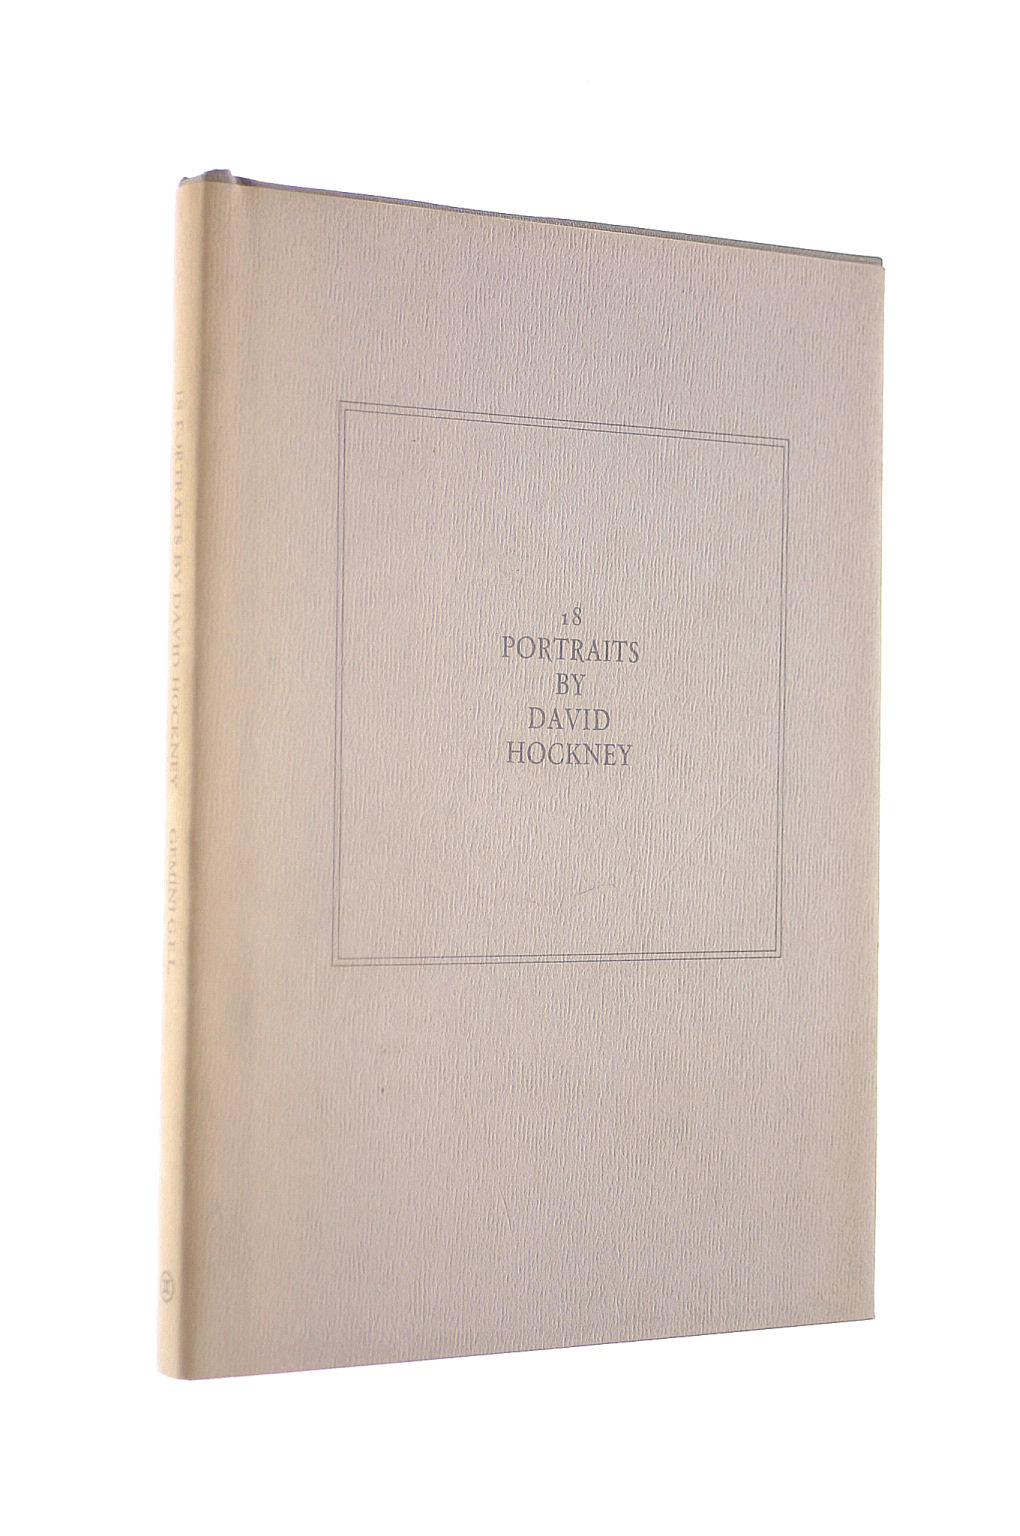 18
PORTRAITS
BY
DAVID
HOCKNEY
18 PORTRAITS BY DAVID HOCKNEY GEMINI G.E.L.